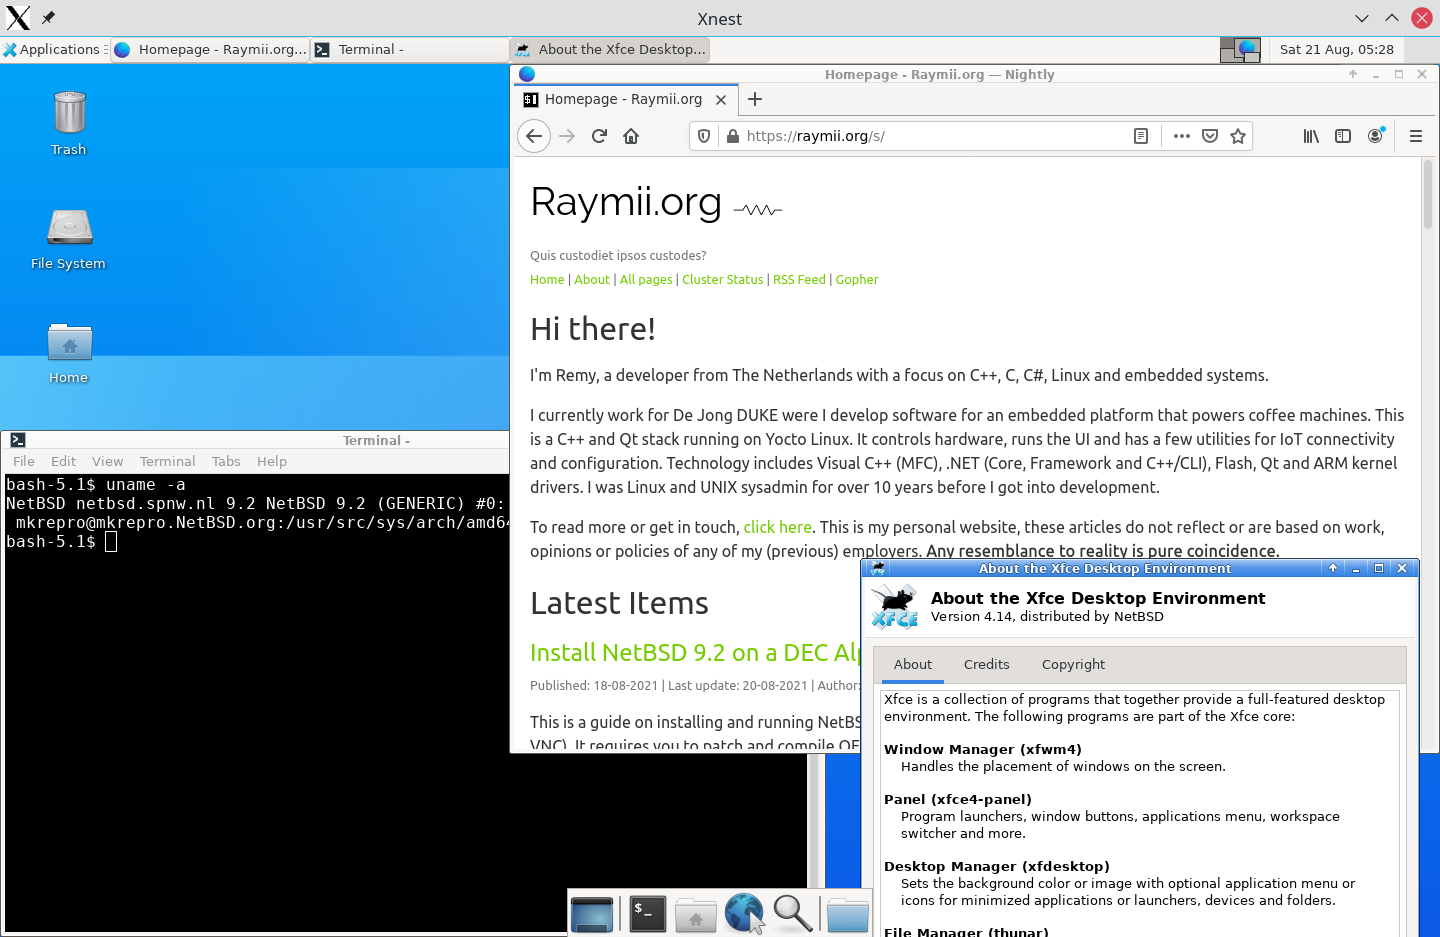 Xnest
Applications
Homepage - Raymii.org...
Terminal -
About the Xfce Desktop...
Sat 21 Aug, 05:28
Trash
File System
Home
Homepage - Raymii.org — Nightly
Homepage - Raymii.org
https://raymii.org/s/
Raymii.org
Quis custodiet ipsos custodes?
Home | About | All pages | Cluster Status | RSS Feed | Gopher
Hi there!
I'm Remy, a developer from The Netherlands with a focus on C++, C, C#, Linux and embedded systems.
I currently work for De Jong DUKE were I develop software for an embedded platform that powers coffee machines. This
is a C++ and Qt stack running on Yocto Linux. It controls hardware, runs the UI and has a few utilities for IoT connectivity
and configuration. Technology includes Visual C++ (MFC), .NET (Core, Framework and C++/CLI), Flash, Qt and ARM kernel
drivers. I was Linux and UNIX sysadmin for over 10 years before I got into development.
To read more or get in touch, click here. This is my personal website, these articles do not reflect or are based on work,
opinions or policies of any of my (previous) employers. Any resemblance to reality is pure coincidence.
Latest Items
Install NetBSD 9.2 on a DEC Al
Published: 18-08-2021 | Last update: 20-08-2021 | Author:
This is a guide on installing and running NetBS
VNC). It requires you to patch and compile QE
Terminal -
File Edit View Terminal Tabs Help
bash-5.1$ uname -a
NetBSD netbsd.spnw.nl 9.2 NetBSD 9.2 (GENERIC) #0:
mkrepro@mkrepro.NetBSD.org:/usr/src/sys/arch/amd64
bash-5.1$
About the Xfce Desktop Environment
XFCE
About the Xfce Desktop Environment
Version 4.14, distributed by NetBSD
About Credits Copyright
Xfce is a collection of programs that together provide a full-featured desktop
environment. The following programs are part of the Xfce core:
Window Manager (xfwm4)
Handles the placement of windows on the screen.
Panel (xfce4-panel)
Program launchers, window buttons, applications menu, workspace
switcher and more.
Desktop Manager (xfdesktop)
Sets the background color or image with optional application menu or
icons for minimized applications or launchers, devices and folders.
File Manager (thunar)
$_